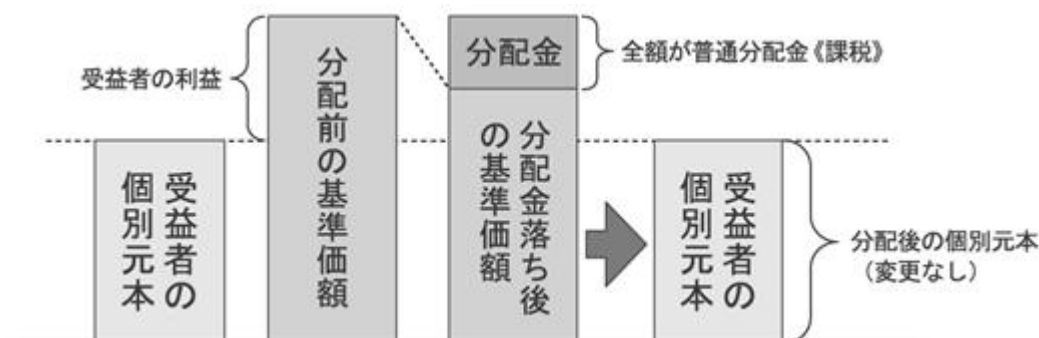 受益者の利益
受益者の
個別元本
分配前の基準価額
分配金
全額が普通分配金《課税》
分配金落ち後
の基準価額
受益者の
個別元本
分配後の個別元本
(変更なし)